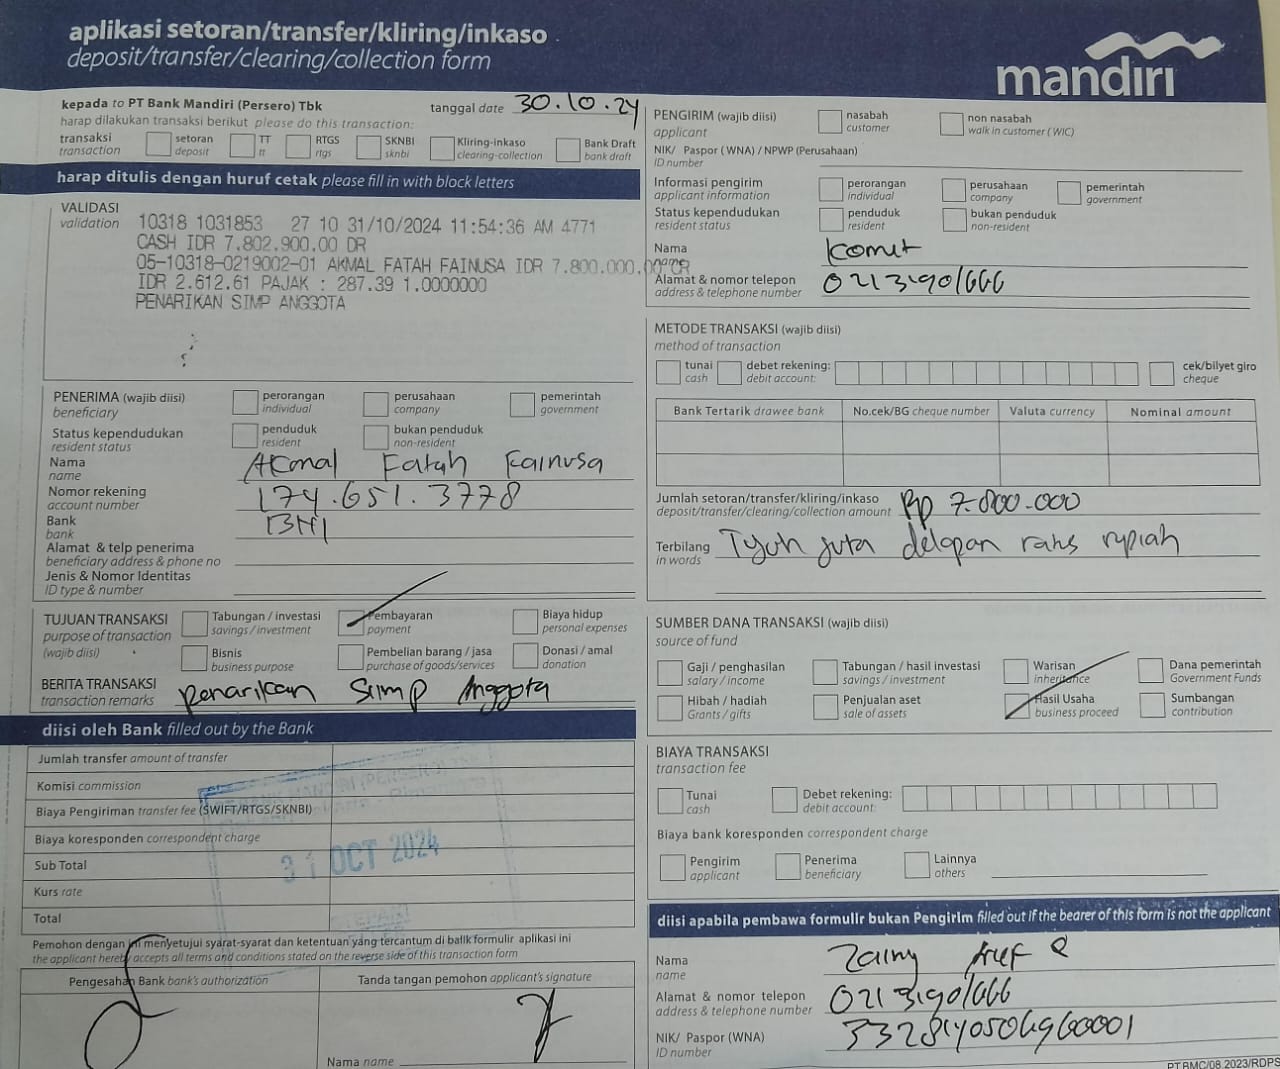 aplikasi setoran/transfer/kliring/inkaso
deposit/transfer/clearing/collection form
mandiri
kepada to PT Bank Mandiri (Persero) Tbk
tanggal date 30.10.24
harap dilakukan transaksi berikut please do this transaction:
transaksi transaction
setoran deposit
TT tt
RTGS rtgs
SKNBI sknbi
Kliring-inkaso clearing-collection
Bank Draft bank draft
harap ditulis dengan huruf cetak please fill in with block letters
VALIDASI
validation
10318 1031853 27 10 31/10/2024 11:54:36 AM 4771
CASH IDR 7.802.900.00 DR
05-10318-0219002-01 AKMAL FATAH FAINUSA IDR 7.800.000.00 CR
IDR 2.612.61 PAJAK : 287.39 1.0000000
PENARIKAN SIMP ANGGOTA
PENERIMA (wajib diisi)
beneficiary
perorangan individual
perusahaan company
pemerintah government
Status kependudukan
resident status
penduduk resident
bukan penduduk non-resident
Nama
name
Akmal Fatah Fainusa
Nomor rekening
account number
174.651.3778
Bank
bank
BNI
Alamat & telp penerima
beneficiary address & phone no
Jenis & Nomor Identitas
ID type & number
TUJUAN TRANSAKSI
purpose of transaction
(wajib diisi)
Tabungan / investasi savings / investment
Pembayaran payment
Biaya hidup personal expenses
Bisnis business purpose
Pembelian barang / jasa purchase of goods/services
Donasi / amal donation
BERITA TRANSAKSI
transaction remarks
penarikan Simp Anggota
diisi oleh Bank filled out by the Bank
Jumlah transfer amount of transfer
Komisi commission
Biaya Pengiriman transfer fee (SWIFT/RTGS/SKNBI)
Biaya koresponden correspondent charge
Sub Total
Kurs rate
Total
31 OCT 2024
Pemohon dengan ini menyetujui syarat-syarat dan ketentuan yang tercantum di balik formulir aplikasi ini
the applicant hereby accepts all terms and conditions stated on the reverse side of this transaction form
Pengesahan Bank bank's authorization
Tanda tangan pemohon applicant's signature
Nama name
PENGIRIM (wajib diisi)
applicant
nasabah customer
non nasabah walk in customer (WIC)
NIK/ Paspor (WNA) / NPWP (Perusahaan)
ID number
Informasi pengirim
applicant information
perorangan individual
perusahaan company
pemerintah government
Status kependudukan
resident status
penduduk resident
bukan penduduk non-resident
Nama
name
Komet
Alamat & nomor telepon
address & telephone number
0213901666
METODE TRANSAKSI (wajib diisi)
method of transaction
tunai cash
debet rekening: debit account:
cek/bilyet giro cheque
Bank Tertarik drawee bank
No.cek/BG cheque number
Valuta currency
Nominal amount
Jumlah setoran/transfer/kliring/inkaso
deposit/transfer/clearing/collection amount
Rp 7.800.000
Terbilang
in words
Tujuh juta delapan ratus rupiah
SUMBER DANA TRANSAKSI (wajib diisi)
source of fund
Gaji / penghasilan salary / income
Tabungan / hasil investasi savings / investment
Warisan inheritance
Dana pemerintah Government Funds
Hibah / hadiah Grants / gifts
Penjualan aset sale of assets
Hasil Usaha business proceed
Sumbangan contribution
BIAYA TRANSAKSI
transaction fee
Tunai cash
Debet rekening: debit account:
Biaya bank koresponden correspondent charge
Pengirim applicant
Penerima beneficiary
Lainnya others
diisi apabila pembawa formulir bukan Pengirim filled out if the bearer of this form is not the applicant
Nama
name
Zainy Arief
Alamat & nomor telepon
address & telephone number
0213901666
NIK/ Paspor (WNA)
ID number
PT.BMC/08.2023/RDPS